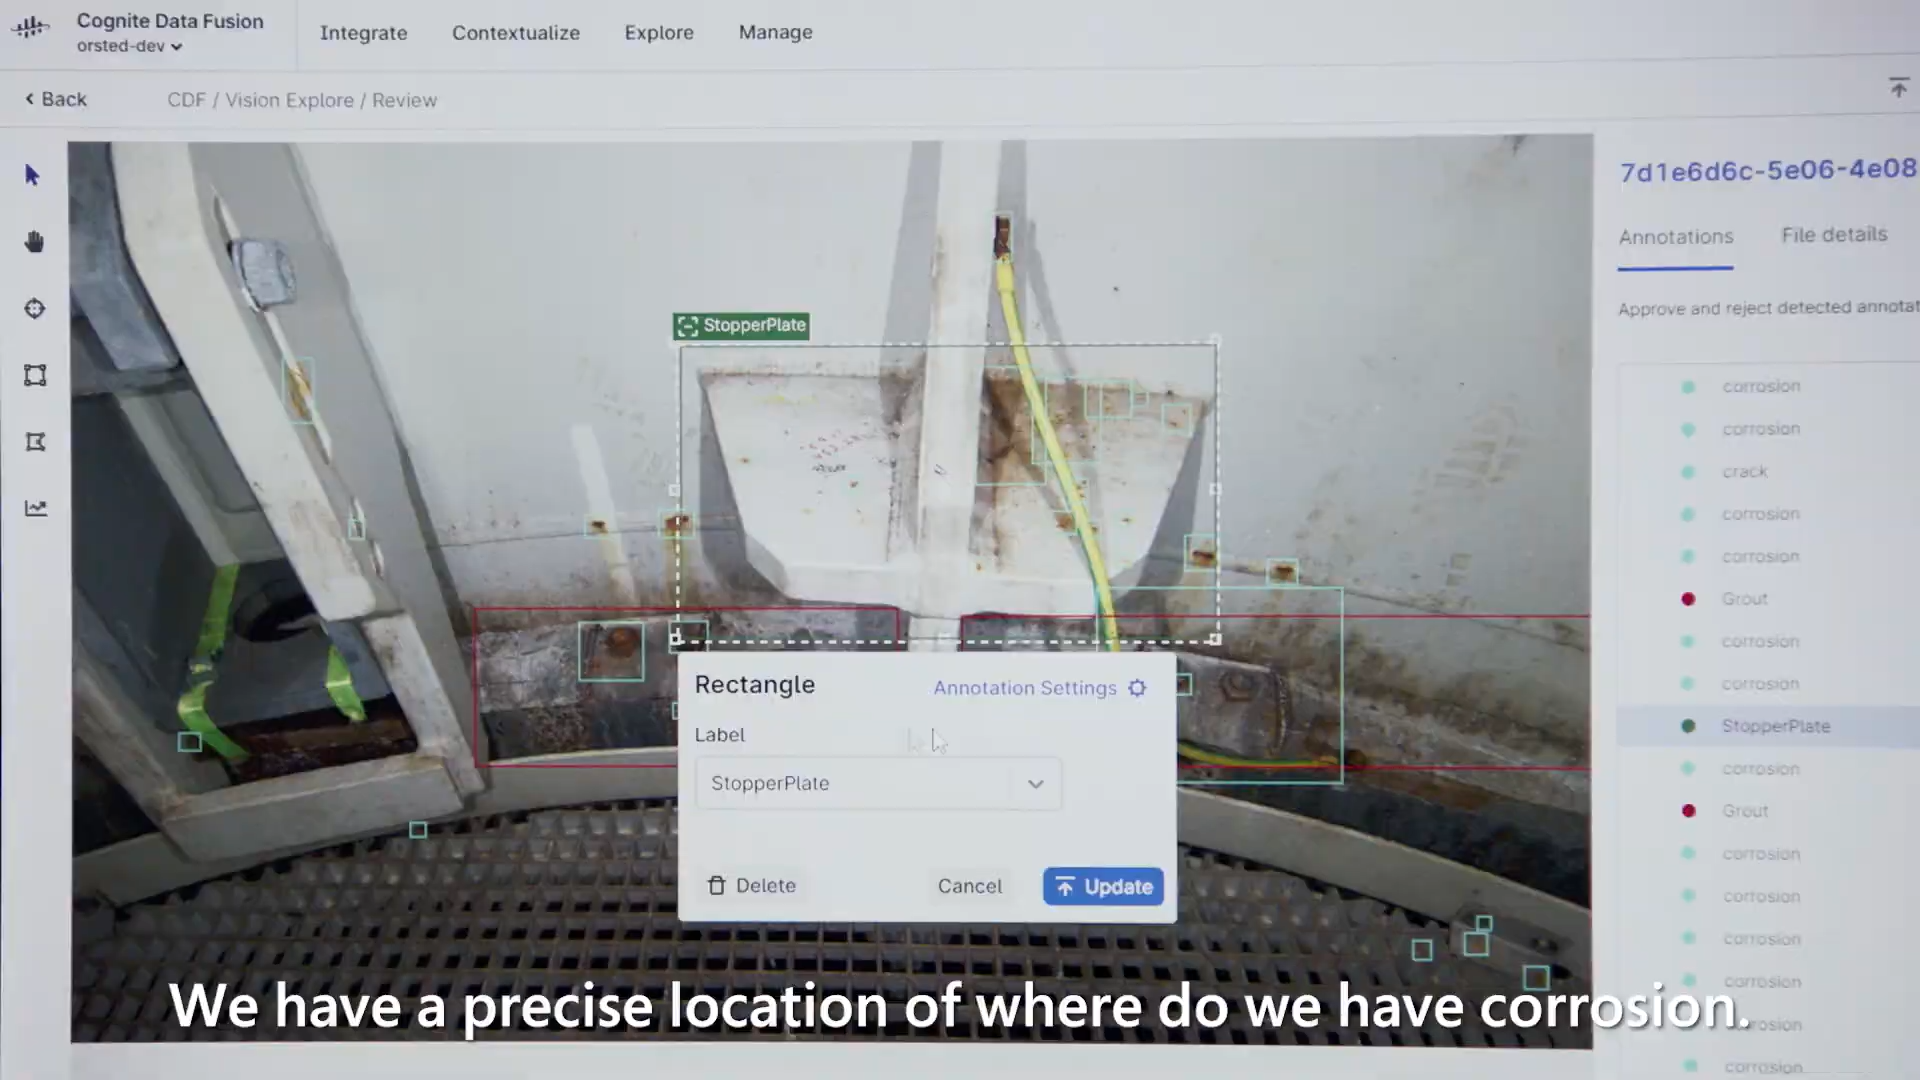 Cognite Data Fusion
orsted-dev
Integrate
Contextualize
Explore
Manage
Back
CDF / Vision Explore / Review
7d1e6d6c-5e06-4e08
Annotations
File details
Approve and reject detected annotat
StopperPlate
corrosion
corrosion
crack
corrosion
corrosion
Grout
corrosion
corrosion
StopperPlate
corrosion
Grout
corrosion
corrosion
corrosion
corrosion
corrosion
Rectangle
Annotation Settings
Label
StopperPlate
Delete
Cancel
Update
We have a precise location of where do we have corrosion.